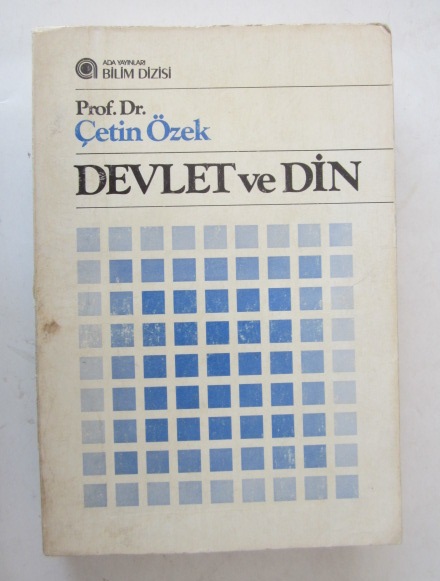 ADA YAYINLARI
BİLİM DİZİSİ
Prof. Dr.
Çetin Özek
DEVLET ve DİN